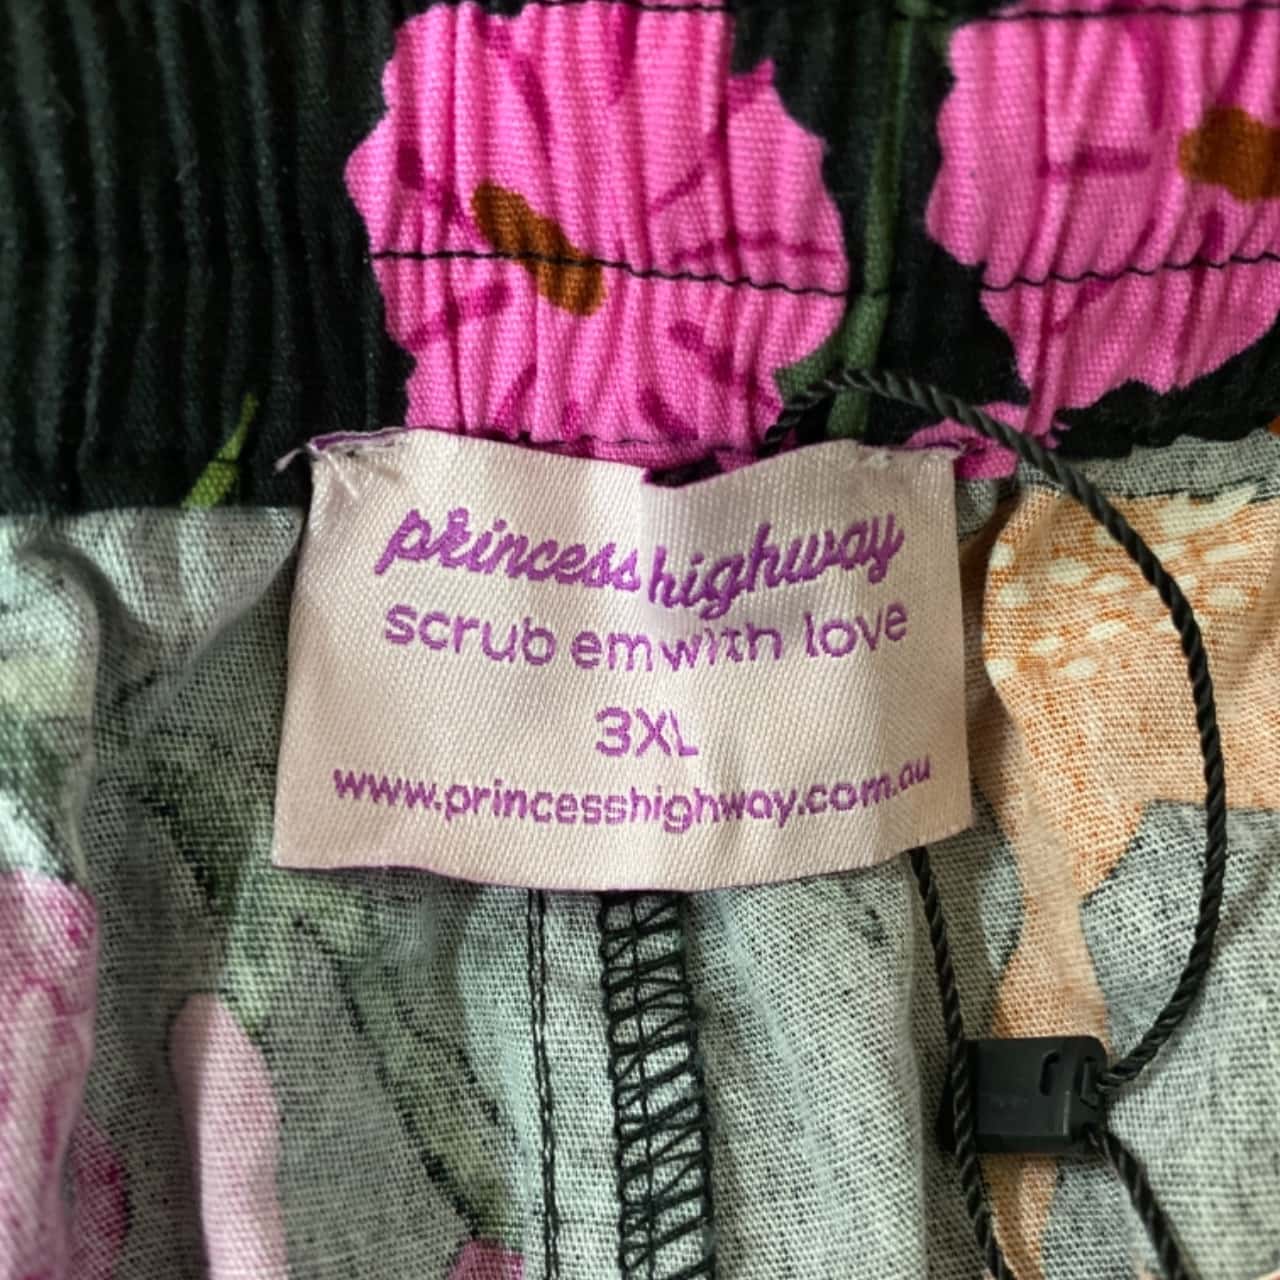 princess highway
scrub em with love
3XL
www.princesshighway.com.au